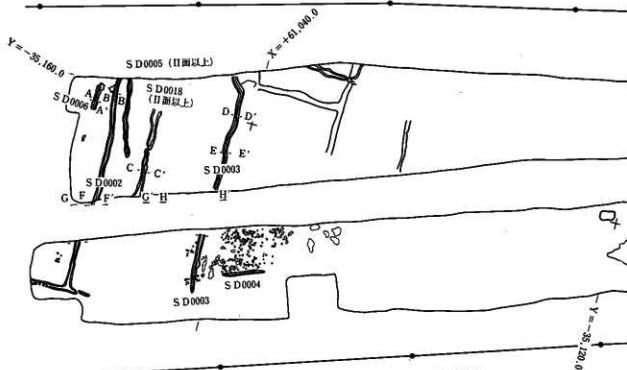 Y=-35,160.0
X=+61,040.0
SD0005 (II面以上)
SD0018
(II面以上)
A B B
SD0006 A'
D D'
C C'
E E'
SD0002
SD0003
G F F' G' H H
SD0003
SD0004
Y=-35,120.0